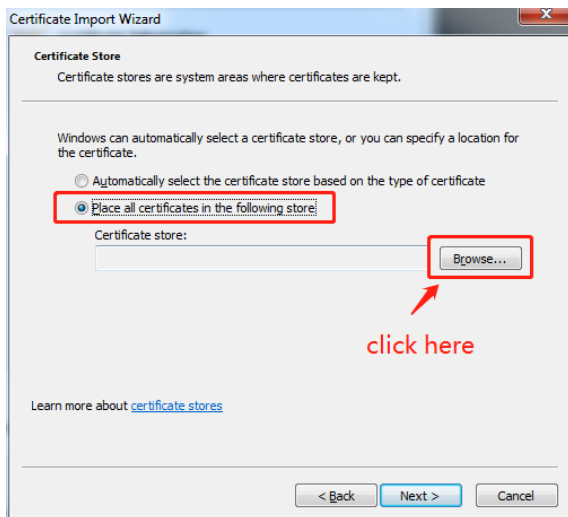 Certificate Import Wizard
X
Certificate Store
Certificate stores are system areas where certificates are kept.
Windows can automatically select a certificate store, or you can specify a location for
the certificate.
Automatically select the certificate store based on the type of certificate
Place all certificates in the following store
Certificate store:
Browse...
click here
Learn more about certificate stores
< Back Next > Cancel